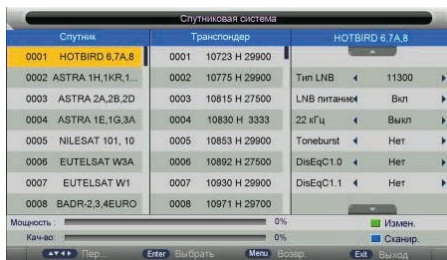 Спутниковая система
Спутник Транспондер HOTBIRD 6,7A,8
0001 HOTBIRD 6,7A,8 0001 10723 H 29900
0002 ASTRA 1H,1KR,1... 0002 10775 H 29900 Тип LNB 11300
0003 ASTRA 2A,2B,2D 0003 10815 H 27500 LNB питание Вкл
0004 ASTRA 1E,1G,3A 0004 10830 H 3333 22 кГц Выкл
0005 NILESAT 101, 10 0005 10853 H 29900 Toneburst Нет
0006 EUTELSAT W3A 0006 10892 H 27500 DisEqC1.0 Нет
0007 EUTELSAT W1 0007 10930 H 29900 DisEqC1.1 Нет
0008 BADR-2,3,4EURO 0008 10971 H 29700
Мощность : 0% Измен.
Кач-во: 0% Сканир.
Пер... Enter Выбрать Menu Возвр. Exit Выход